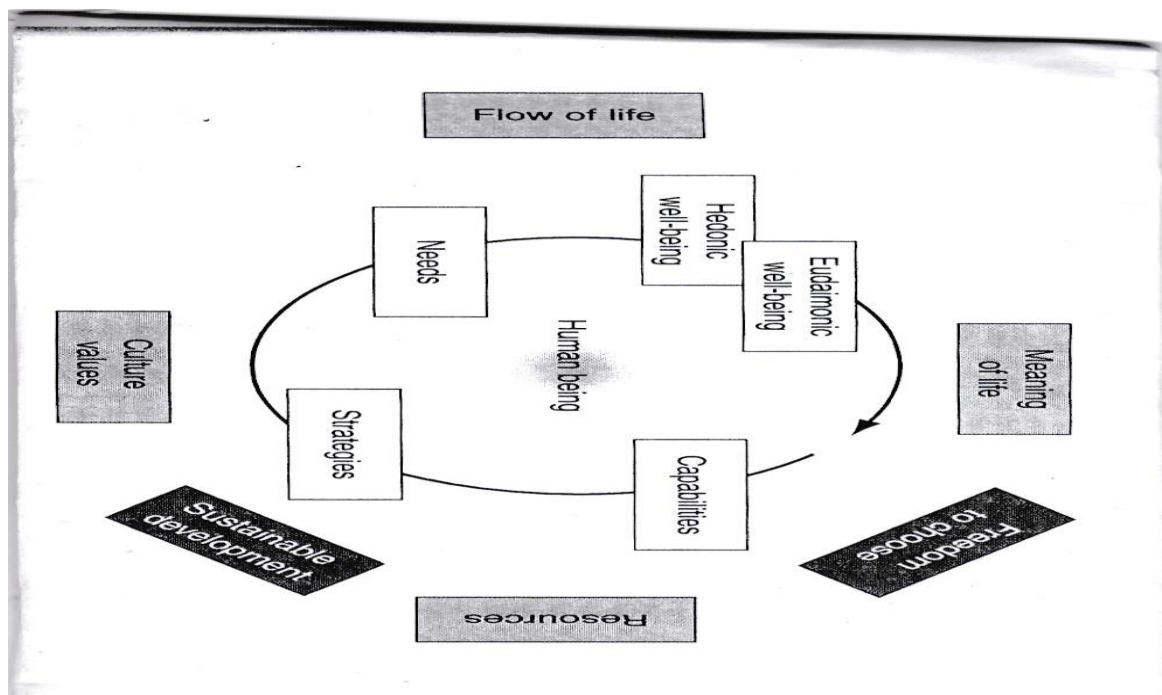 Flow of life
Hedonic
well-being
Eudaimonic
well-being
Needs
Human being
Meaning
of life
Culture
values
Strategies
Capabilities
Sustainable
development
Freedom
to choose
Resources